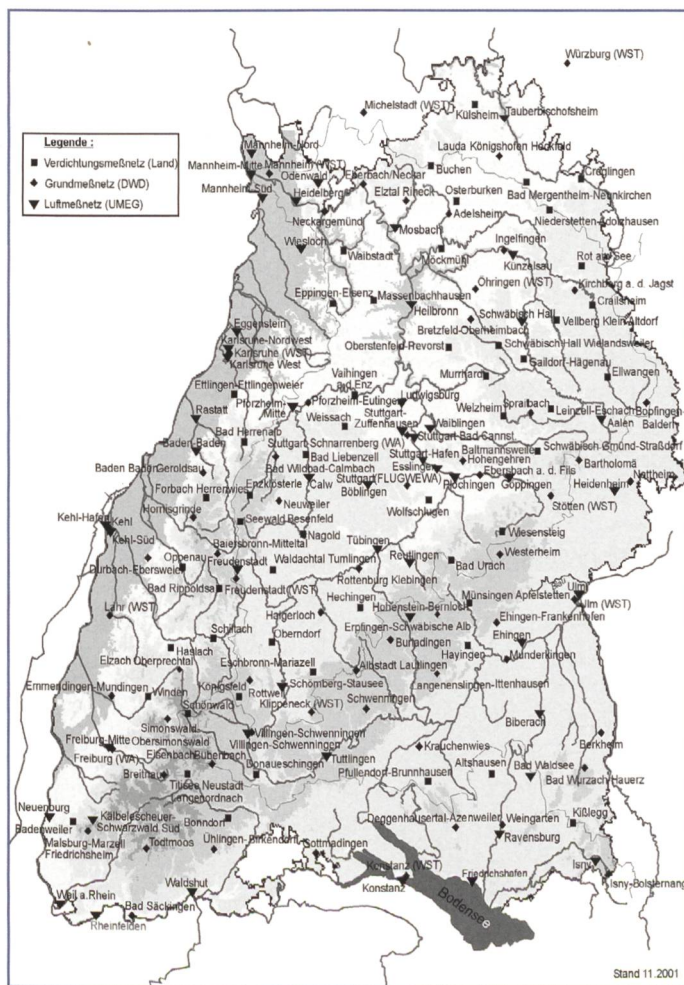 Legende :
Verdichtungsmeßnetz (Land)
Grundmeßnetz (DWD)
Luftmeßnetz (UMEG)
Würzburg (WST)
Michelstadt (WST)
Külsheim
Tauberbischofsheim
Mannheim-Nord
Lauda Königshofen Heckfeld
Mannheim-Mitte
Mannheim (WST)
Odenwald
Eberbach/Neckar
Buchen
Creglingen
Mannheim Süd
Heidelberg
Elztal Rineck
Osterburken
Bad Mergentheim-Neunkirchen
Neckargemünd
Adelsheim
Niederstetten-Adolzhausen
Mosbach
Wiesloch
Waibstadt
Möckmühl
Ingelfingen
Künzelsau
Rot am See
Eppingen-Elsenz
Massenbachhausen
Öhringen (WST)
Kirchberg a. d. Jagst
Heilbronn
Crailsheim
Eggenstein
Bretzfeld-Oberheimbach
Schwäbisch Hall
Vellberg Klein-Altdorf
Karlsruhe-Nordwest
Karlsruhe (WST)
Karlsruhe West
Oberstenfeld-Prevorst
Schwäbisch Hall Wielandsweiler
Gaildorf-Hägenau
Ettlingen-Ettlingenweier
Vaihingen
a.d.Enz
Murrhardt
Ellwangen
Pforzheim-
Mitte
Pforzheim-Eutingen
Ludwigsburg
Rastatt
Weissach
Stuttgart-
Zuffenhausen
Waiblingen
Welzheim
Spraitbach
Leinzell-Eschach
Bopfingen-
Baldern
Aalen
Bad Herrenalb
Stuttgart-Schnarrenberg (WA)
Stuttgart-Bad Cannst.
Baden-Baden
Bad Liebenzell
Stuttgart-Hafen
Baltmannsweiler
Hohengehren
Schwäbisch Gmünd-Straßdorf
Bartholomä
Baden Baden
Geroldsau
Bad Wildbad-Calmbach
Calw
Esslingen
Ebersbach a. d. Fils
Nattheim
Forbach Herrenwies
Enzklösterle
Stuttgart(FLUGWEWA)
Böblingen
Plochingen
Göppingen
Heidenheim
Hornisgrinde
Neuweiler
Wolfschlugen
Stötten (WST)
Kehl-Hafen
Kehl
Kehl-Süd
Seewald Besenfeld
Nagold
Wiesensteig
Baiersbronn-Mitteltal
Tübingen
Oppenau
Durbach-Ebersweier
Freudenstadt
Waldachtal Tumlingen
Reutlingen
Westerheim
Bad Urach
Rottenburg Kiebingen
Bad Rippoldsau
Freudenstadt (WST)
Hechingen
Münsingen Apfelstetten
Ulm
Ulm (WST)
Lahr (WST)
Haigerloch
Hohenstein-Bernloch
Erpfingen-Schwäbische Alb
Ehingen-Frankenhofen
Schiltach
Oberndorf
Burladingen
Ehingen
Haslach
Hayingen
Munderkingen
Elzach Oberprechtal
Eschbronn-Mariazell
Albstadt Lautlingen
Emmendingen-Mundingen
Winden
Königsfeld
Rottweil
Schömberg-Stausee
Langenenslingen-Ittenhausen
Schönwald
Klippeneck (WST)
Schwenningen
Simonswald
Obersimonswald
Biberach
Freiburg-Mitte
Freiburg (WA)
Villingen-Schwenningen
Villingen-Schwenningen
Krauchenwies
Berkheim
Eisenbach
Bubenbach
Tuttlingen
Breitnau
Titisee Neustadt
Langenordnach
Donaueschingen
Altshausen
Bad Waldsee
Pfullendorf-Brunnhausen
Bad Wurzach Hauerz
Neuenburg
Kälbelescheuer-
Schwarzwald Süd
Badenweiler
Bonndorf
Deggenhausertal-Azenweiler
Weingarten
Kißlegg
Malsburg-Marzell
Friedrichsheim
Todtmoos
Ühlingen-Birkendorf
Gottmadingen
Ravensburg
Isny
Konstanz (WST)
Konstanz
Friedrichshafen
Isny-Bolsternang
Weil a.Rhein
Waldshut
Bad Säckingen
Bodensee
Rheinfelden
Stand 11.2001